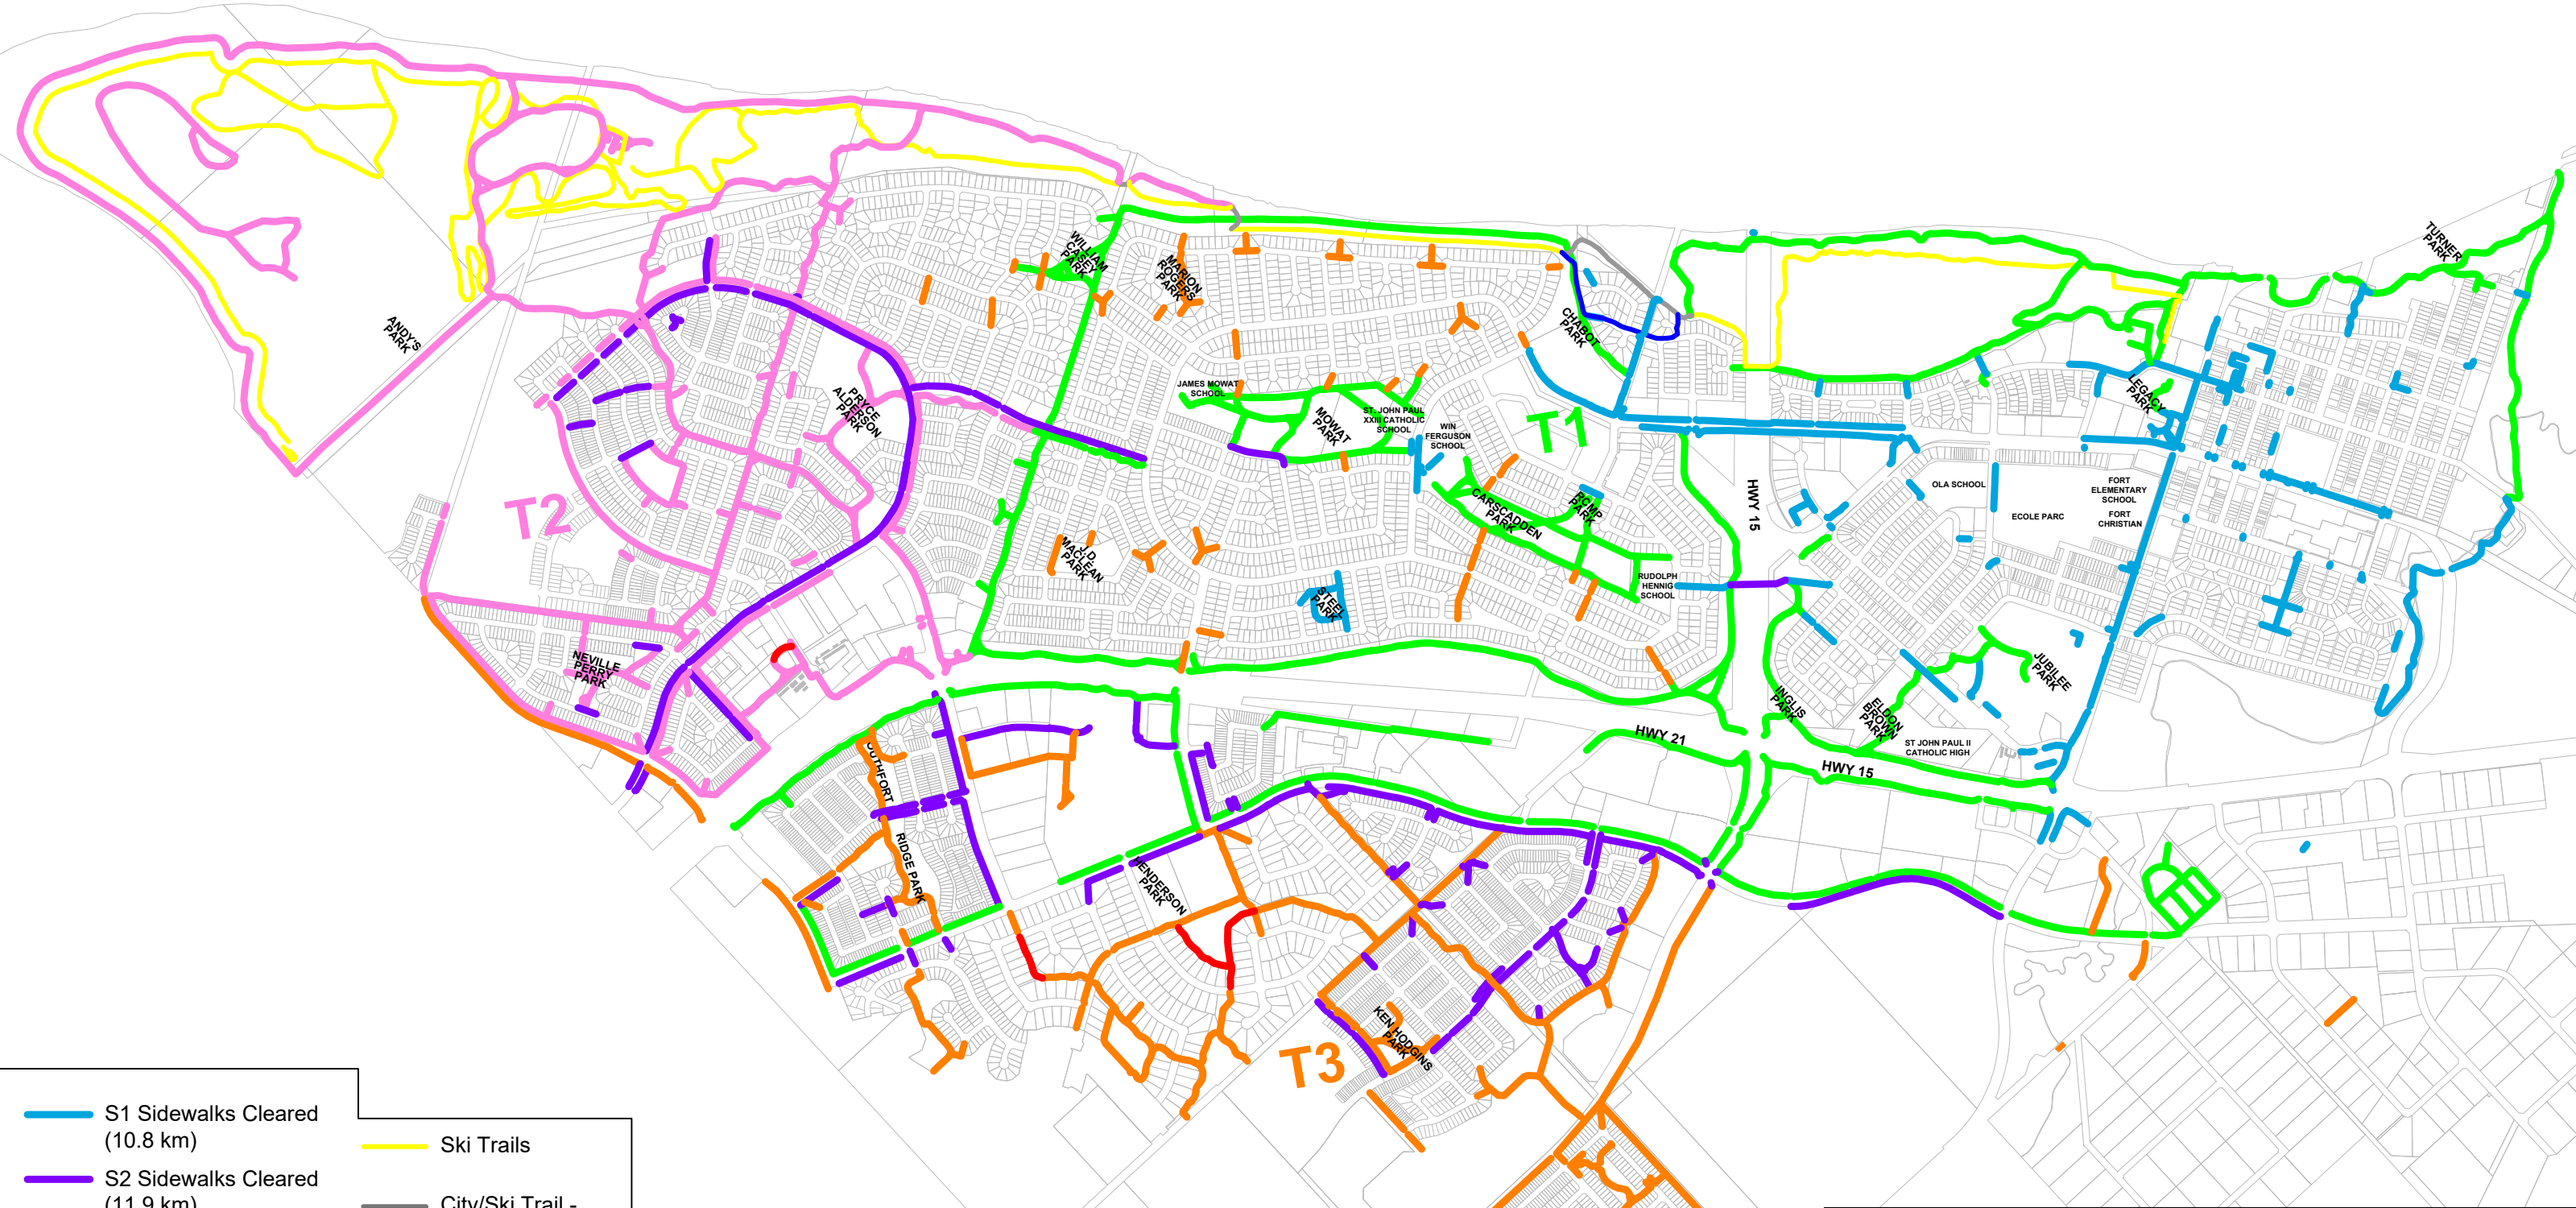 TURNER
PARK
WILLIAM
CASEY
PARK
MARION
ROGERS
PARK
ANDY'S
PARK
CHABOT
PARK
JAMES MOWAT
SCHOOL
PRYCE
ALDERSON
PARK
MOWAT
PARK
ST. JOHN PAUL
XXIII CATHOLIC
SCHOOL
WIN
FERGUSON
SCHOOL
T1
LEGACY
PARK
T2
CARSCADDEN
PARK
RCMP
PARK
HWY 15
OLA SCHOOL
FORT
ELEMENTARY
SCHOOL
ECOLE PARC
FORT
CHRISTIAN
J.D.
MACLEAN
PARK
STEEL
PARK
RUDOLPH
HENNIG
SCHOOL
NEVILLE
PERRY
PARK
JUBILEE
PARK
INGLIS
PARK
ELDON
BROWN
PARK
ST JOHN PAUL II
CATHOLIC HIGH
HWY 21
HWY 15
SOUTHFORT
RIDGE PARK
HENDERSON
PARK
KEN HODGINS
PARK
T3
S1 Sidewalks Cleared
(10.8 km)
Ski Trails
S2 Sidewalks Cleared
(11.9 km)
City/Ski Trail -